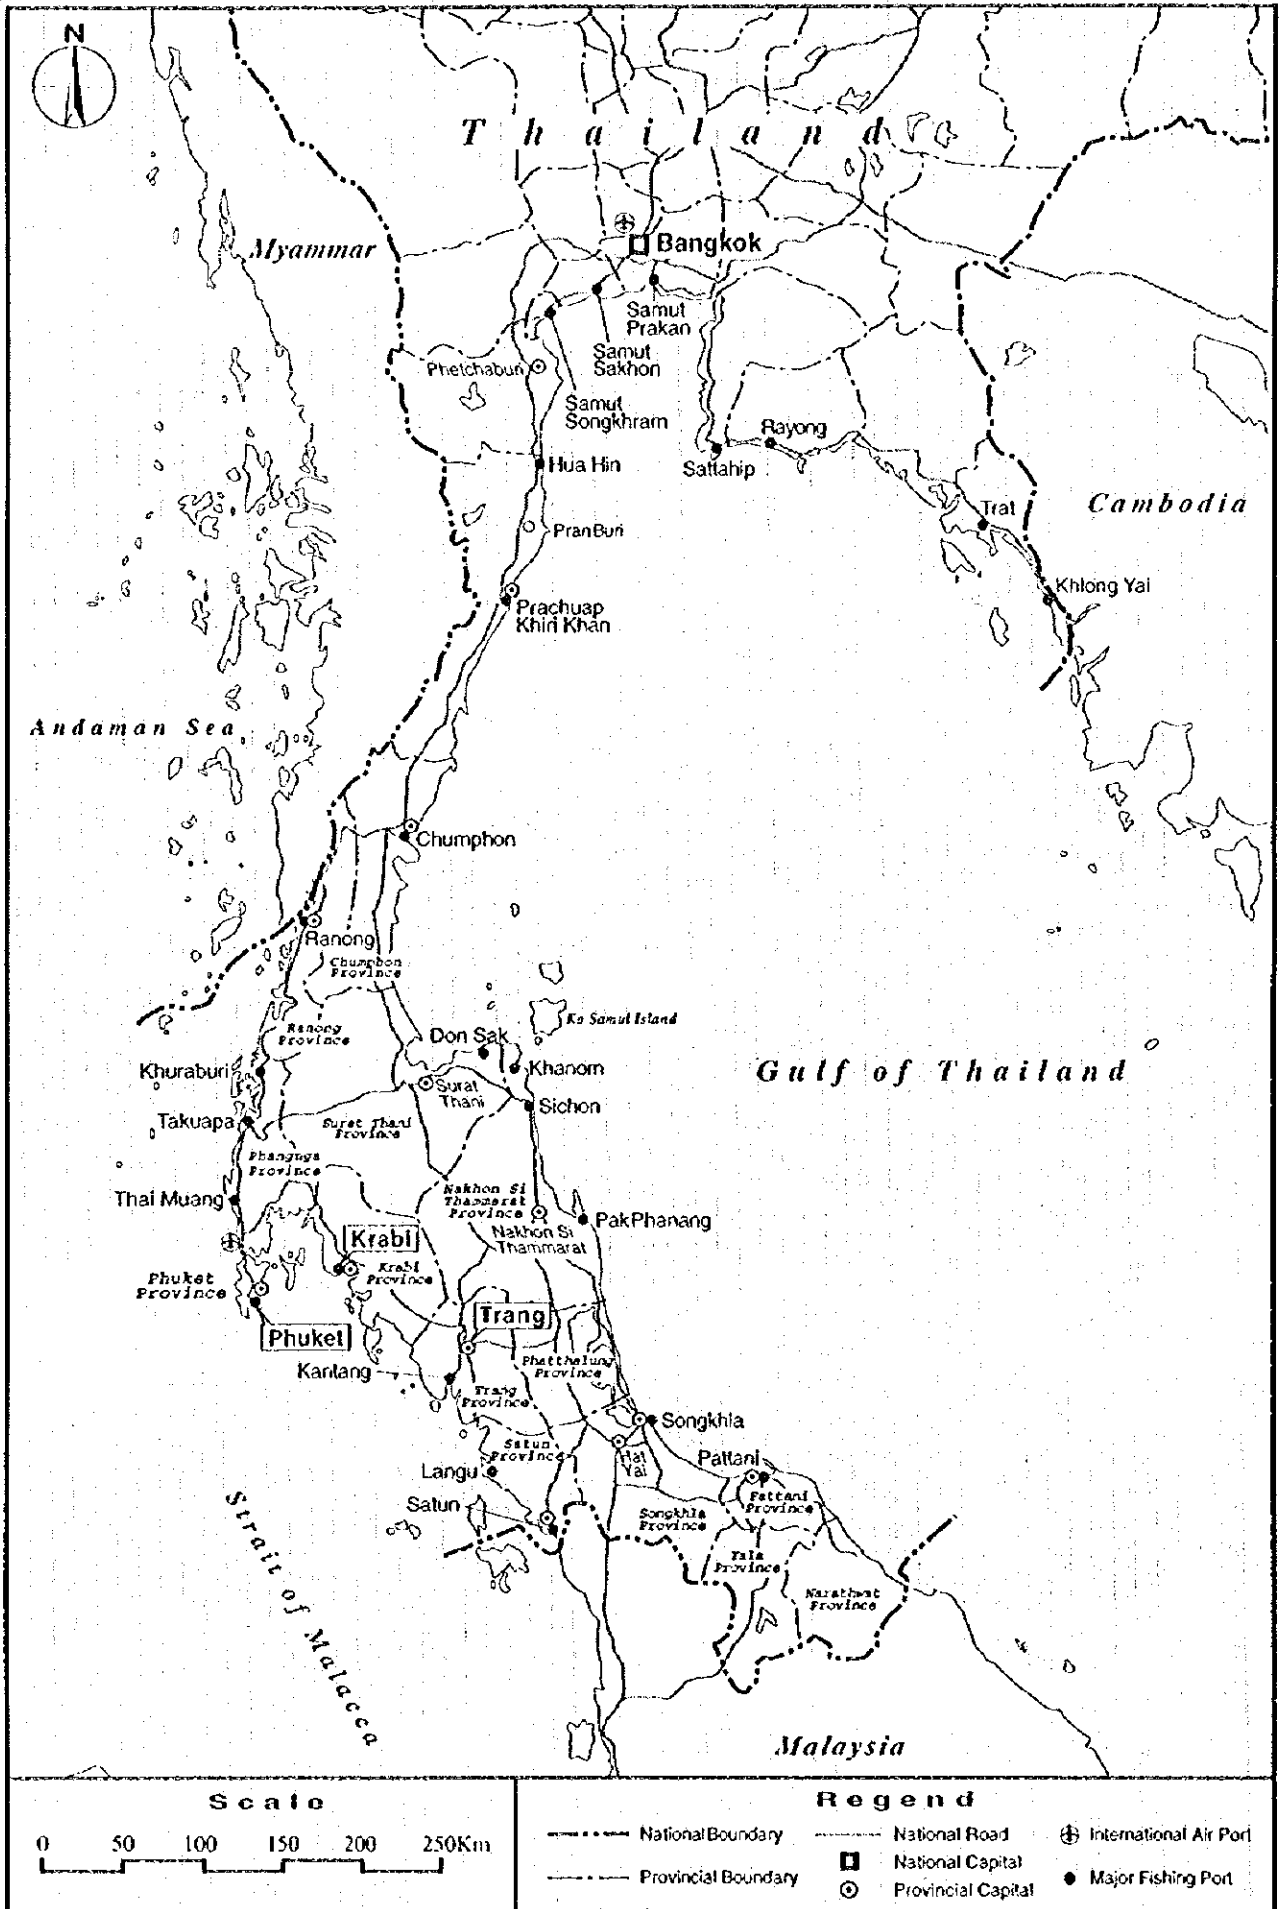 N
Thailand
Myammar
Bangkok
Samut
Prakan
Samut
Sakhon
Phetchaburi
Samut
Songkhram
Rayong
Hua Hin
Sattahip
Cambodia
Trat
Pran Buri
Khlong Yai
Prachuap
Khiri Khan
Andaman Sea
Chumphon
Ranong
Chumphon
Province
Ko Samui Island
Ranong
Province
Don Sak
Khuraburi
Khanom
Gulf of Thailand
Surat
Thani
Sichon
Takuapa
Surat Thani
Province
Phangnga
Province
Thai Muang
Nakhon Si
Thammarat
Province
Pak Phanang
Nakhon Si
Thammarat
Krabi
Krabi
Province
Phuket
Province
Trang
Phuket
Phatthalung
Province
Kantang
Trang
Province
Songkhla
Satun
Province
Hat
Yai
Pattani
Langu
Pattani
Province
Satun
Songkhla
Province
Strait of Malacca
Yala
Province
Narathwat
Province
Malaysia
Scale
0 50 100 150 200 250Km
Regend
National Boundary
National Road
International Air Port
National Capital
Provincial Boundary
Major Fishing Port
Provincial Capital